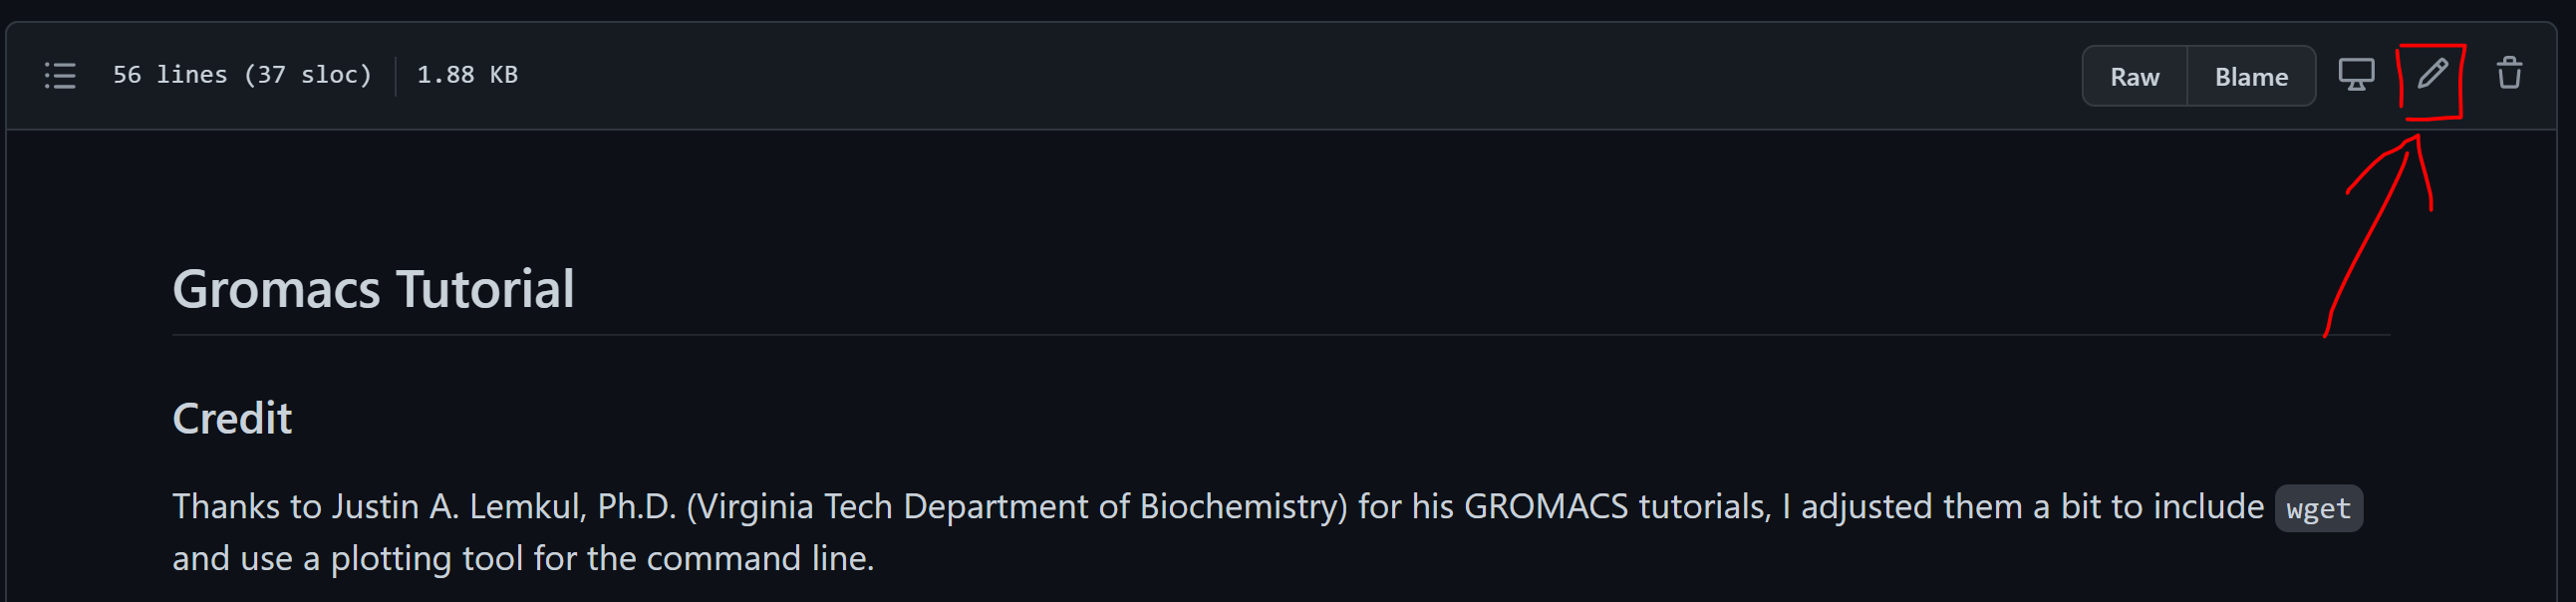 56 lines (37 sloc) 1.88 KB Raw Blame
Gromacs Tutorial
Credit
Thanks to Justin A. Lemkul, Ph.D. (Virginia Tech Department of Biochemistry) for his GROMACS tutorials, I adjusted them a bit to include wget
and use a plotting tool for the command line.